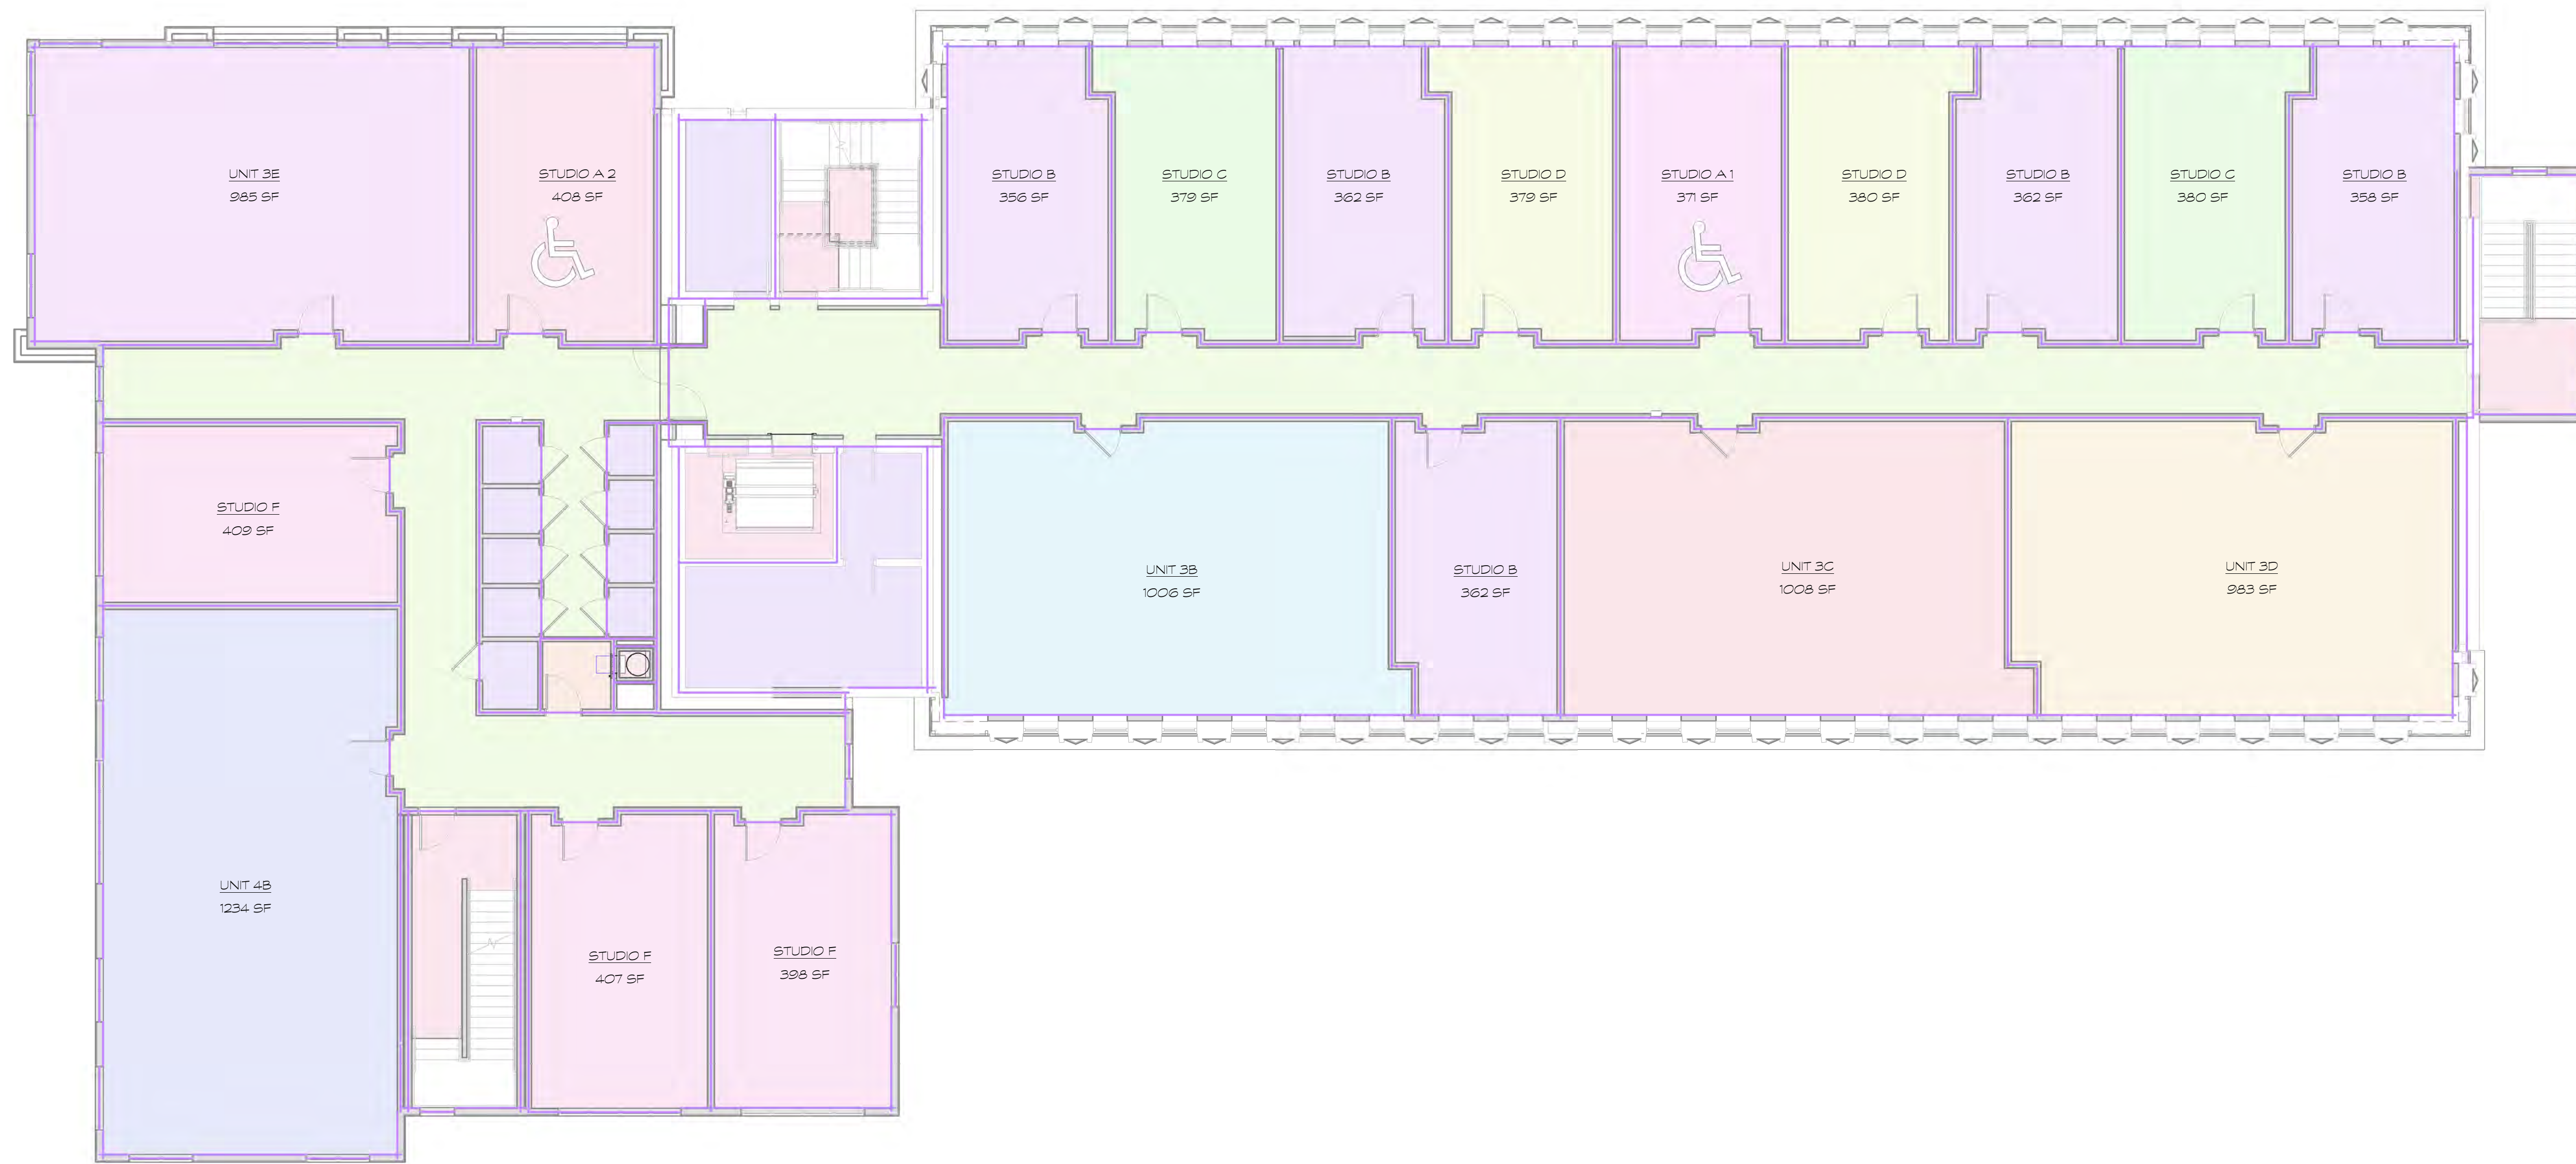 UNIT 3E
985 SF
STUDIO A 2
408 SF
STUDIO B
356 SF
STUDIO C
379 SF
STUDIO B
362 SF
STUDIO D
379 SF
STUDIO A 1
371 SF
STUDIO D
380 SF
STUDIO B
362 SF
STUDIO C
380 SF
STUDIO B
358 SF
STUDIO F
409 SF
UNIT 3B
1006 SF
STUDIO B
362 SF
UNIT 3C
1008 SF
UNIT 3D
983 SF
UNIT 4B
1234 SF
STUDIO F
407 SF
STUDIO F
398 SF